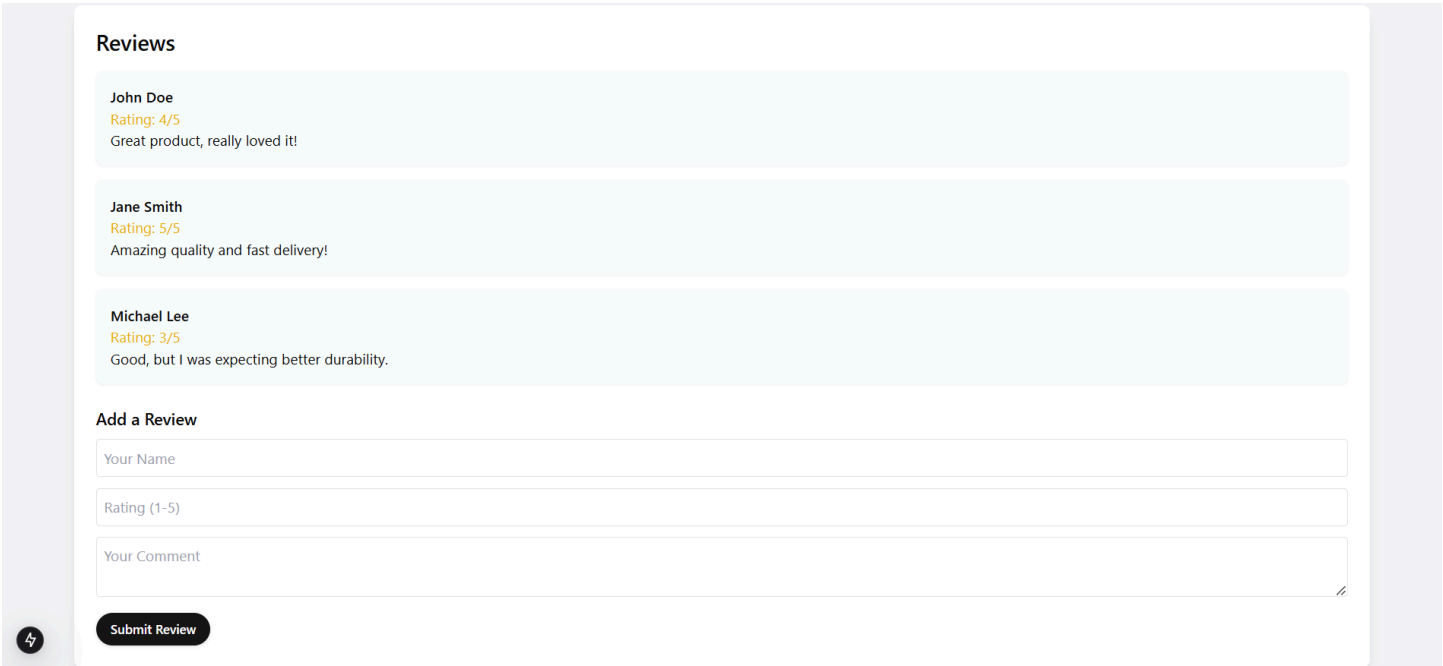 Reviews
John Doe
Rating: 4/5
Great product, really loved it!
Jane Smith
Rating: 5/5
Amazing quality and fast delivery!
Michael Lee
Rating: 3/5
Good, but I was expecting better durability.
Add a Review
Your Name
Rating (1-5)
Your Comment
Submit Review